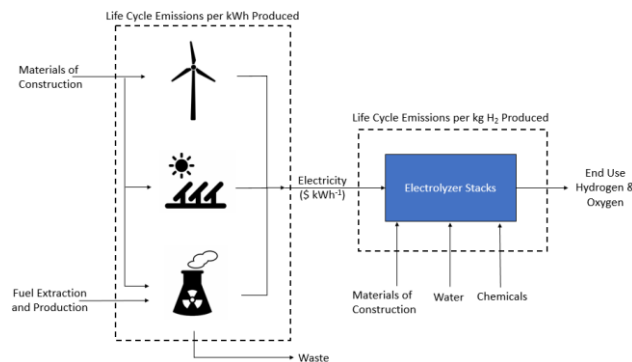 Life Cycle Emissions per kWh Produced
Materials of
Construction
Life Cycle Emissions per kg H₂ Produced
Electricity
($ kWh⁻¹)
Electrolyzer Stacks
End Use
Hydrogen &
Oxygen
Fuel Extraction
and Production
Materials of
Construction
Water
Chemicals
Waste